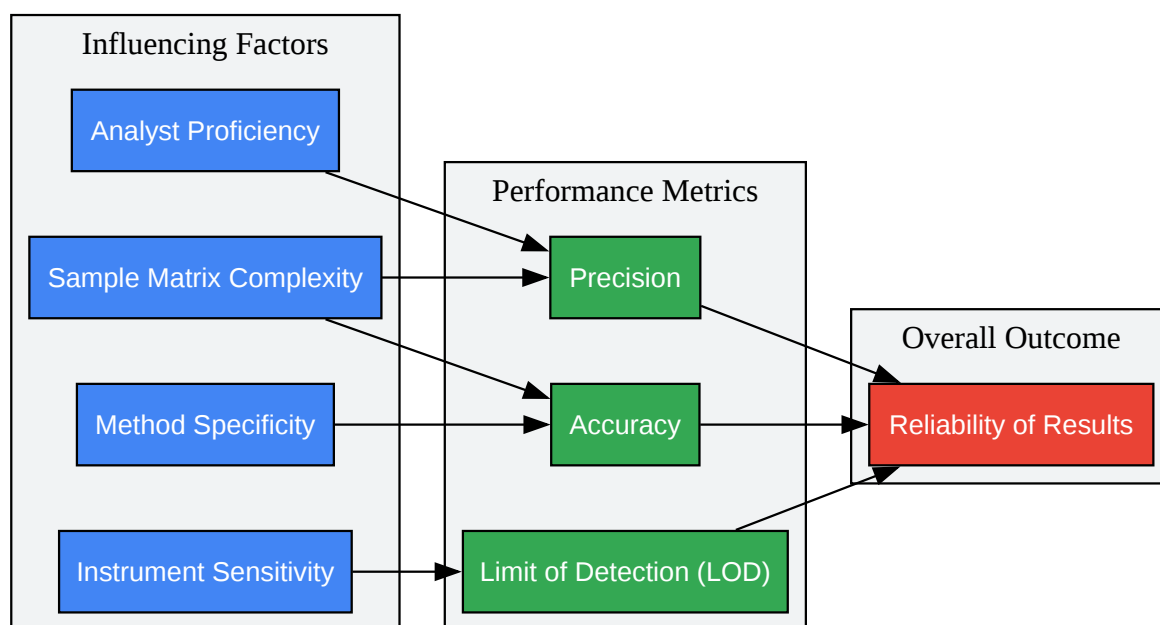 Influencing Factors
Analyst Proficiency
Sample Matrix Complexity
Method Specificity
Instrument Sensitivity
Performance Metrics
Precision
Accuracy
Limit of Detection (LOD)
Overall Outcome
Reliability of Results